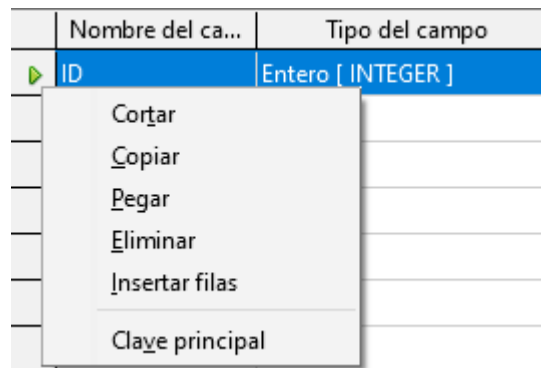 Nombre del ca... Tipo del campo
ID Entero [ INTEGER ]
Cortar
Copiar
Pegar
Eliminar
Insertar filas
Clave principal